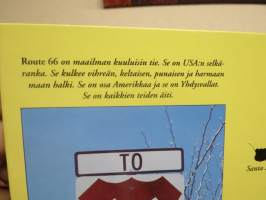 Route 66 on maailman kuuluisin tie. Se on USA:n selkä-
ranka. Se kulkee vihreän, keltaisen, punaisen ja harmaan
maan halki. Se on osa Amerikkaa ja se on Yhdysvallat.
Se on kaikkien teiden äiti.
TO
Santa